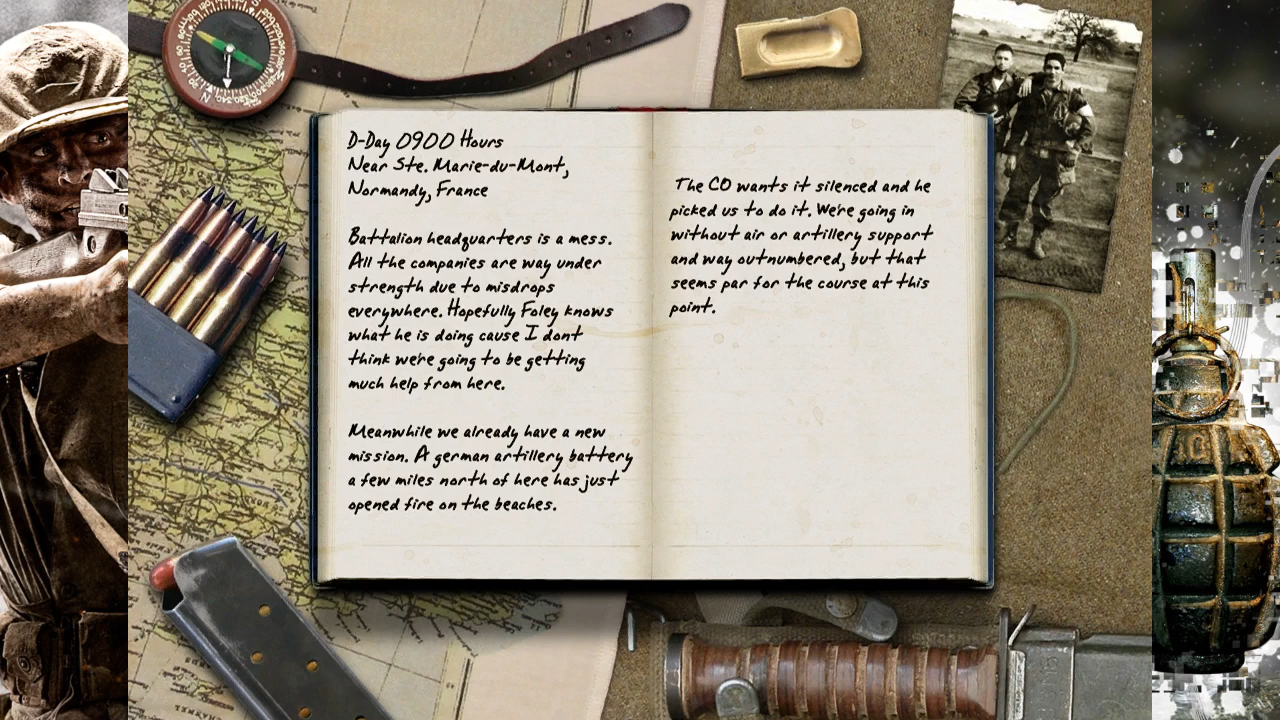 D-Day 0900 Hours
Near Ste. Marie-du-Mont,
Normandy, France
Battalion headquarters is a mess.
All the companies are way under
strength due to misdrops
everywhere. Hopefully Foley knows
what he is doing cause I dont
think we're going to be getting
much help from here.
Meanwhile we already have a new
mission. A german artillery battery
a few miles north of here has just
opened fire on the beaches.
The CO wants it silenced and he
picked us to do it. We're going in
without air or artillery support
and way outnumbered, but that
seems par for the course at this
point.